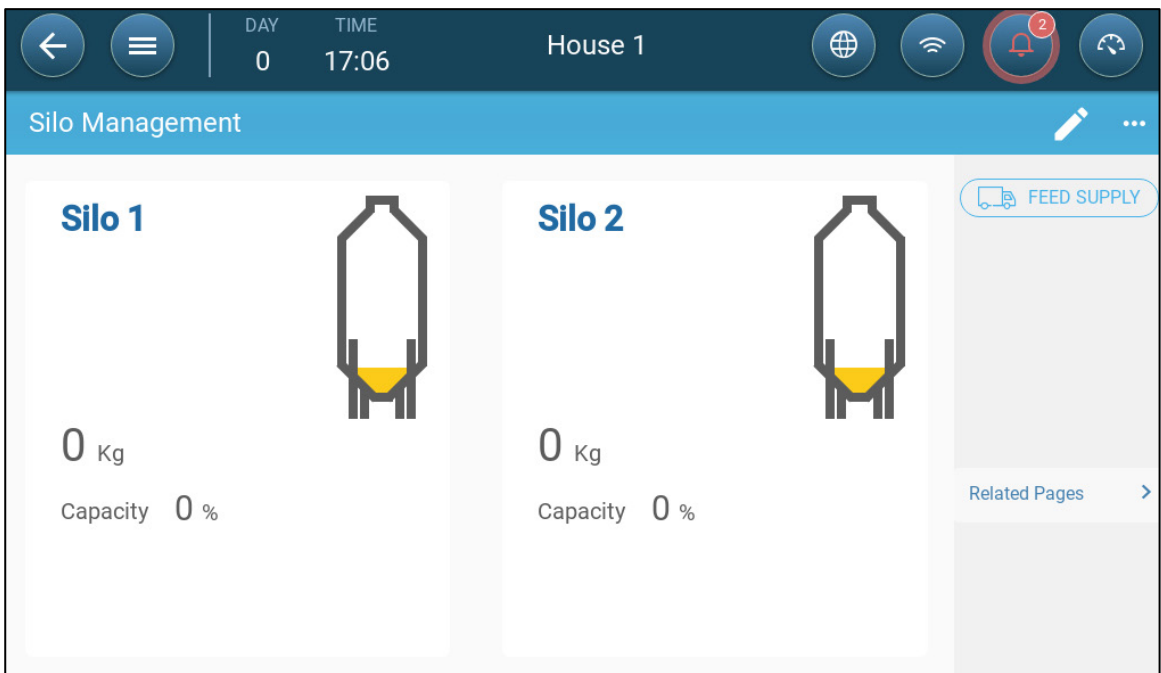 DAY TIME
0 17:06
House 1
2
Silo Management
Silo 1
0 Kg
Capacity 0 %
Silo 2
0 Kg
Capacity 0 %
FEED SUPPLY
Related Pages